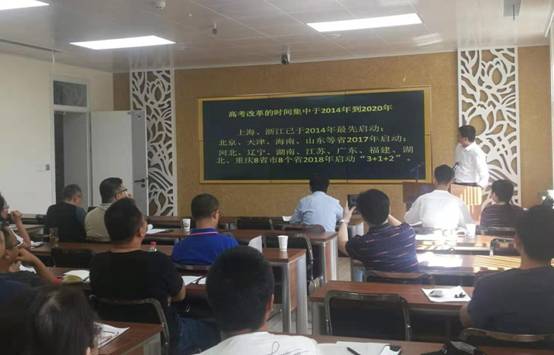 高考改革的时间集中于2014年到2020年
上海、浙江已于2014年最先启动;
北京、天津、海南、山东等省2017年启动;
河北、辽宁、湖南、江苏、广东、福建、湖
北、重庆8省市8个省2018年启动“3+1+2”。